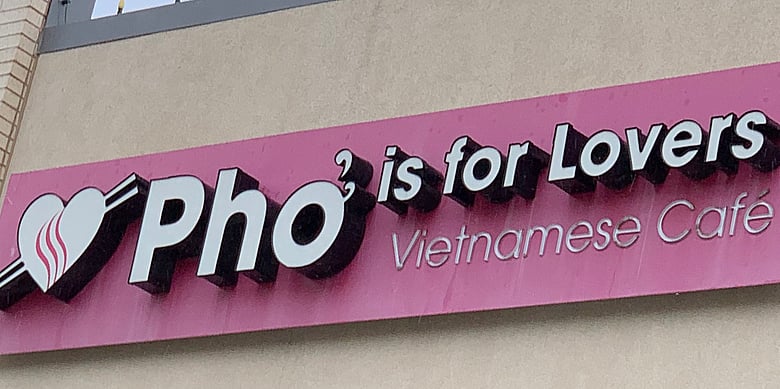 Phở is for Lovers
Vietnamese Café